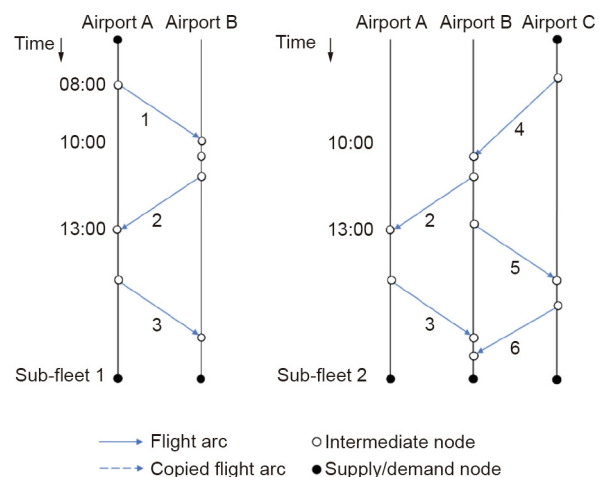 Airport A Airport B
Time
08:00
1
10:00
2
13:00
3
Sub-fleet 1
Airport A Airport B Airport C
Time
4
10:00
2
13:00
5
3
6
Sub-fleet 2
Flight arc
Intermediate node
Copied flight arc
Supply/demand node